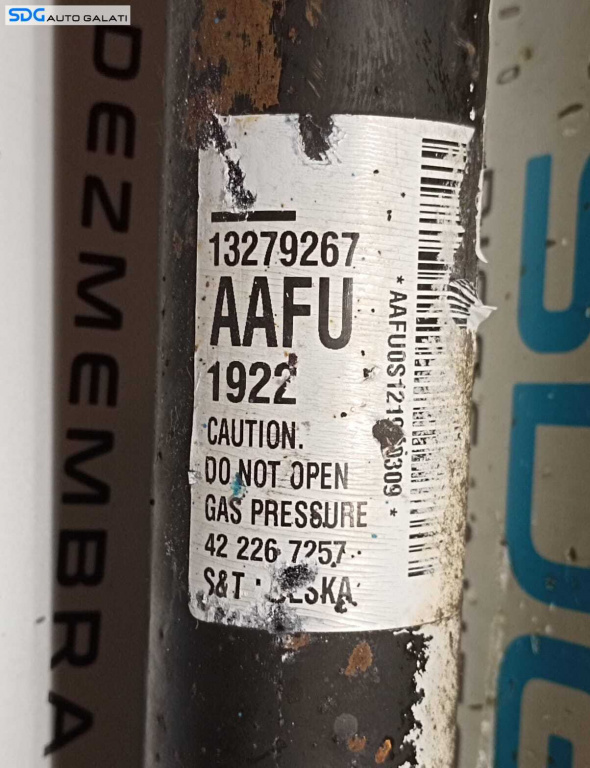 SDG AUTO GALATI
DEZMEMBRA
13279267
AAFU
1922
CAUTION.
DO NOT OPEN
GAS PRESSURE
42 226 7257
S&T